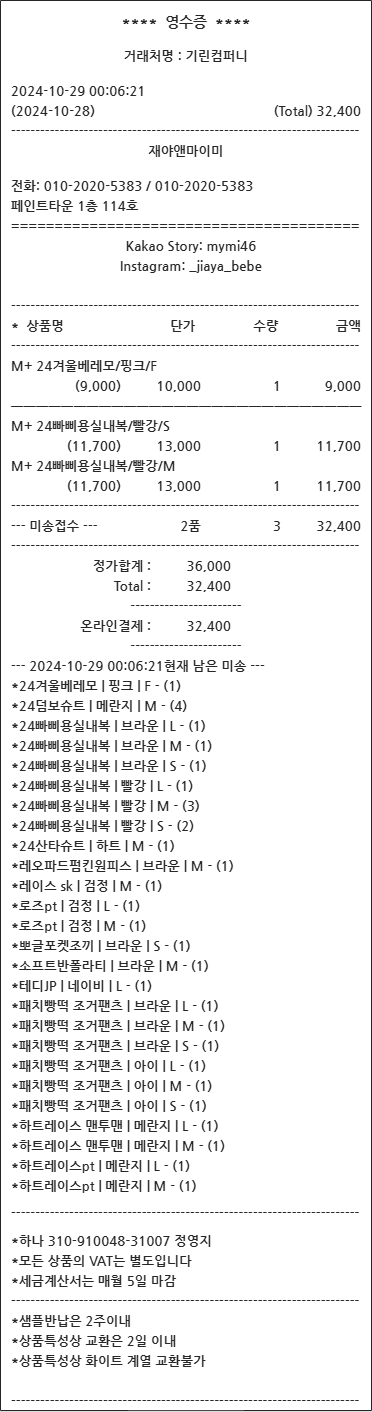 **** 영수증 ****
거래처명 : 기린컴퍼니
2024-10-29 00:06:21
(2024-10-28) (Total) 32,400
재야앤마이미
전화: 010-2020-5383 / 010-2020-5383
페인트타운 1층 114호
Kakao Story: mymi46
Instagram: _jiaya_bebe
* 상품명 단가 수량 금액
M+ 24겨울베레모/핑크/F
(9,000) 10,000 1 9,000
M+ 24빠삐용실내복/빨강/S
(11,700) 13,000 1 11,700
M+ 24빠삐용실내복/빨강/M
(11,700) 13,000 1 11,700
--- 미송접수 --- 2품 3 32,400
정가합계 : 36,000
Total : 32,400
온라인결제 : 32,400
--- 2024-10-29 00:06:21현재 남은 미송 ---
*24겨울베레모 | 핑크 | F - (1)
*24덤보슈트 | 메란지 | M - (4)
*24빠삐용실내복 | 브라운 | L - (1)
*24빠삐용실내복 | 브라운 | M - (1)
*24빠삐용실내복 | 브라운 | S - (1)
*24빠삐용실내복 | 빨강 | L - (1)
*24빠삐용실내복 | 빨강 | M - (3)
*24빠삐용실내복 | 빨강 | S - (2)
*24산타슈트 | 하트 | M - (1)
*레오파드펌킨원피스 | 브라운 | M - (1)
*레이스 sk | 검정 | M - (1)
*로즈pt | 검정 | L - (1)
*로즈pt | 검정 | M - (1)
*뽀글포켓조끼 | 브라운 | S - (1)
*소프트반폴라티 | 브라운 | M - (1)
*테디JP | 네이비 | L - (1)
*패치빵떡 조거팬츠 | 브라운 | L - (1)
*패치빵떡 조거팬츠 | 브라운 | M - (1)
*패치빵떡 조거팬츠 | 브라운 | S - (1)
*패치빵떡 조거팬츠 | 아이 | L - (1)
*패치빵떡 조거팬츠 | 아이 | M - (1)
*패치빵떡 조거팬츠 | 아이 | S - (1)
*하트레이스 맨투맨 | 메란지 | L - (1)
*하트레이스 맨투맨 | 메란지 | M - (1)
*하트레이스pt | 메란지 | L - (1)
*하트레이스pt | 메란지 | M - (1)
*하나 310-910048-31007 정영지
*모든 상품의 VAT는 별도입니다
*세금계산서는 매월 5일 마감
*샘플반납은 2주이내
*상품특성상 교환은 2일 이내
*상품특성상 화이트 계열 교환불가